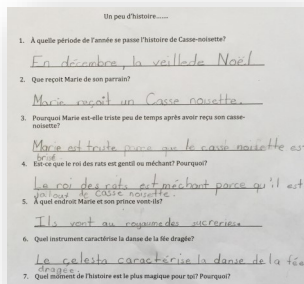 Un peu d'histoire......
1. À quelle période de l'année se passe l'histoire de Casse-noisette?
En décembre, la veillede Noël
2. Que reçoit Marie de son parrain?
Marie reçoit un Casse nouette.
3. Pourquoi Marie est-elle triste peu de temps après avoir reçu son casse-
noisette?
Marie est truste parce que le casse noisette est
brisé.
4. Est-ce que le roi des rats est gentil ou méchant? Pourquoi?
Le roi des rats est méchant parce qu'il est
jaloux de casse noisette.
5. À quel endroit Marie et son prince vont-ils?
Ils vont au royaumedes sucreries.
6. Quel instrument caractérise la danse de la fée dragée?
Le celesta caractérise la danse de la fée
dragée.
7. Quel moment de l'histoire est le plus magique pour toi? Pourquoi?